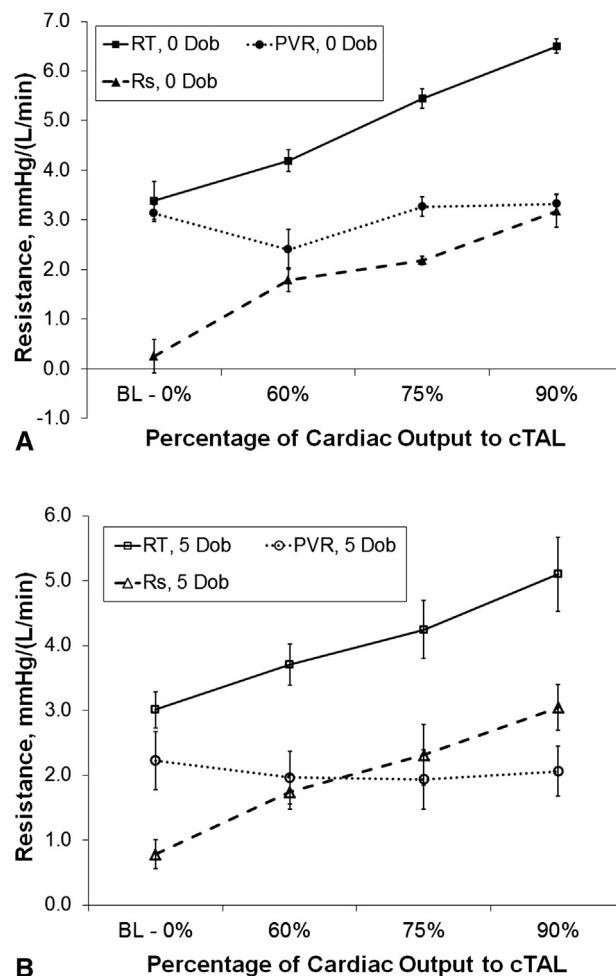 7.0
6.0
5.0
4.0
3.0
2.0
1.0
0.0
-1.0
Resistance, mmHg/(L/min)
RT, 0 Dob PVR, 0 Dob
Rs, 0 Dob
BL - 0% 60% 75% 90%
Percentage of Cardiac Output to cTAL
A
6.0
5.0
4.0
3.0
2.0
1.0
0.0
Resistance, mmHg/(L/min)
RT, 5 Dob PVR, 5 Dob
Rs, 5 Dob
BL - 0% 60% 75% 90%
Percentage of Cardiac Output to cTAL
B